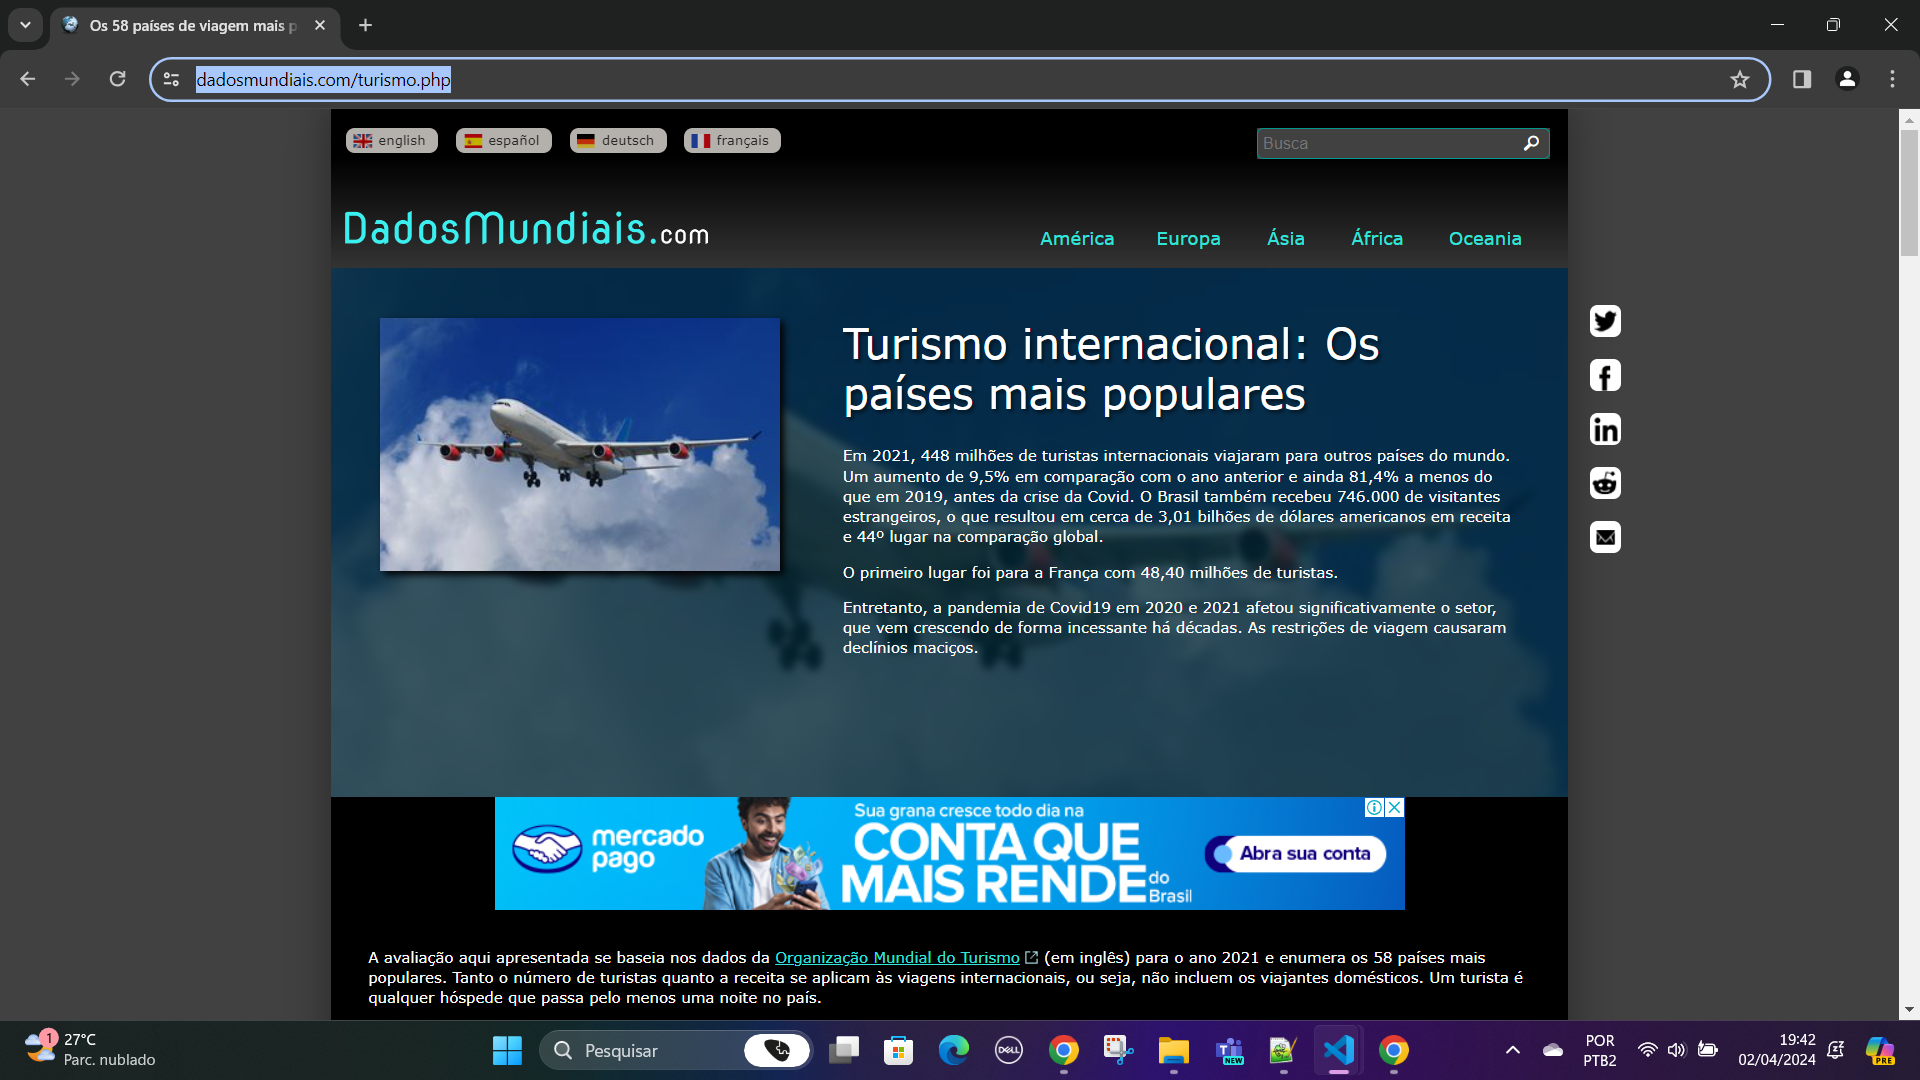 Os 58 países de viagem mais p
dadosmundiais.com/turismo.php
english
español
deutsch
français
Busca
DadosMundiais.com
América
Europa
Ásia
África
Oceania
Turismo internacional: Os
países mais populares
Em 2021, 448 milhões de turistas internacionais viajaram para outros países do mundo.
Um aumento de 9,5% em comparação com o ano anterior e ainda 81,4% a menos do
que em 2019, antes da crise da Covid. O Brasil também recebeu 746.000 de visitantes
estrangeiros, o que resultou em cerca de 3,01 bilhões de dólares americanos em receita
e 44º lugar na comparação global.
O primeiro lugar foi para a França com 48,40 milhões de turistas.
Entretanto, a pandemia de Covid19 em 2020 e 2021 afetou significativamente o setor,
que vem crescendo de forma incessante há décadas. As restrições de viagem causaram
declínios maciços.
mercado
pago
Sua grana cresce todo dia na
CONTA QUE
MAIS RENDE do
Brasil
Abra sua conta
A avaliação aqui apresentada se baseia nos dados da Organização Mundial do Turismo (em inglês) para o ano 2021 e enumera os 58 países mais
populares. Tanto o número de turistas quanto a receita se aplicam às viagens internacionais, ou seja, não incluem os viajantes domésticos. Um turista é
qualquer hóspede que passa pelo menos uma noite no país.
1
27°C
Parc. nublado
Pesquisar
DELL
NEW
POR
PTB2
19:42
02/04/2024
PRE